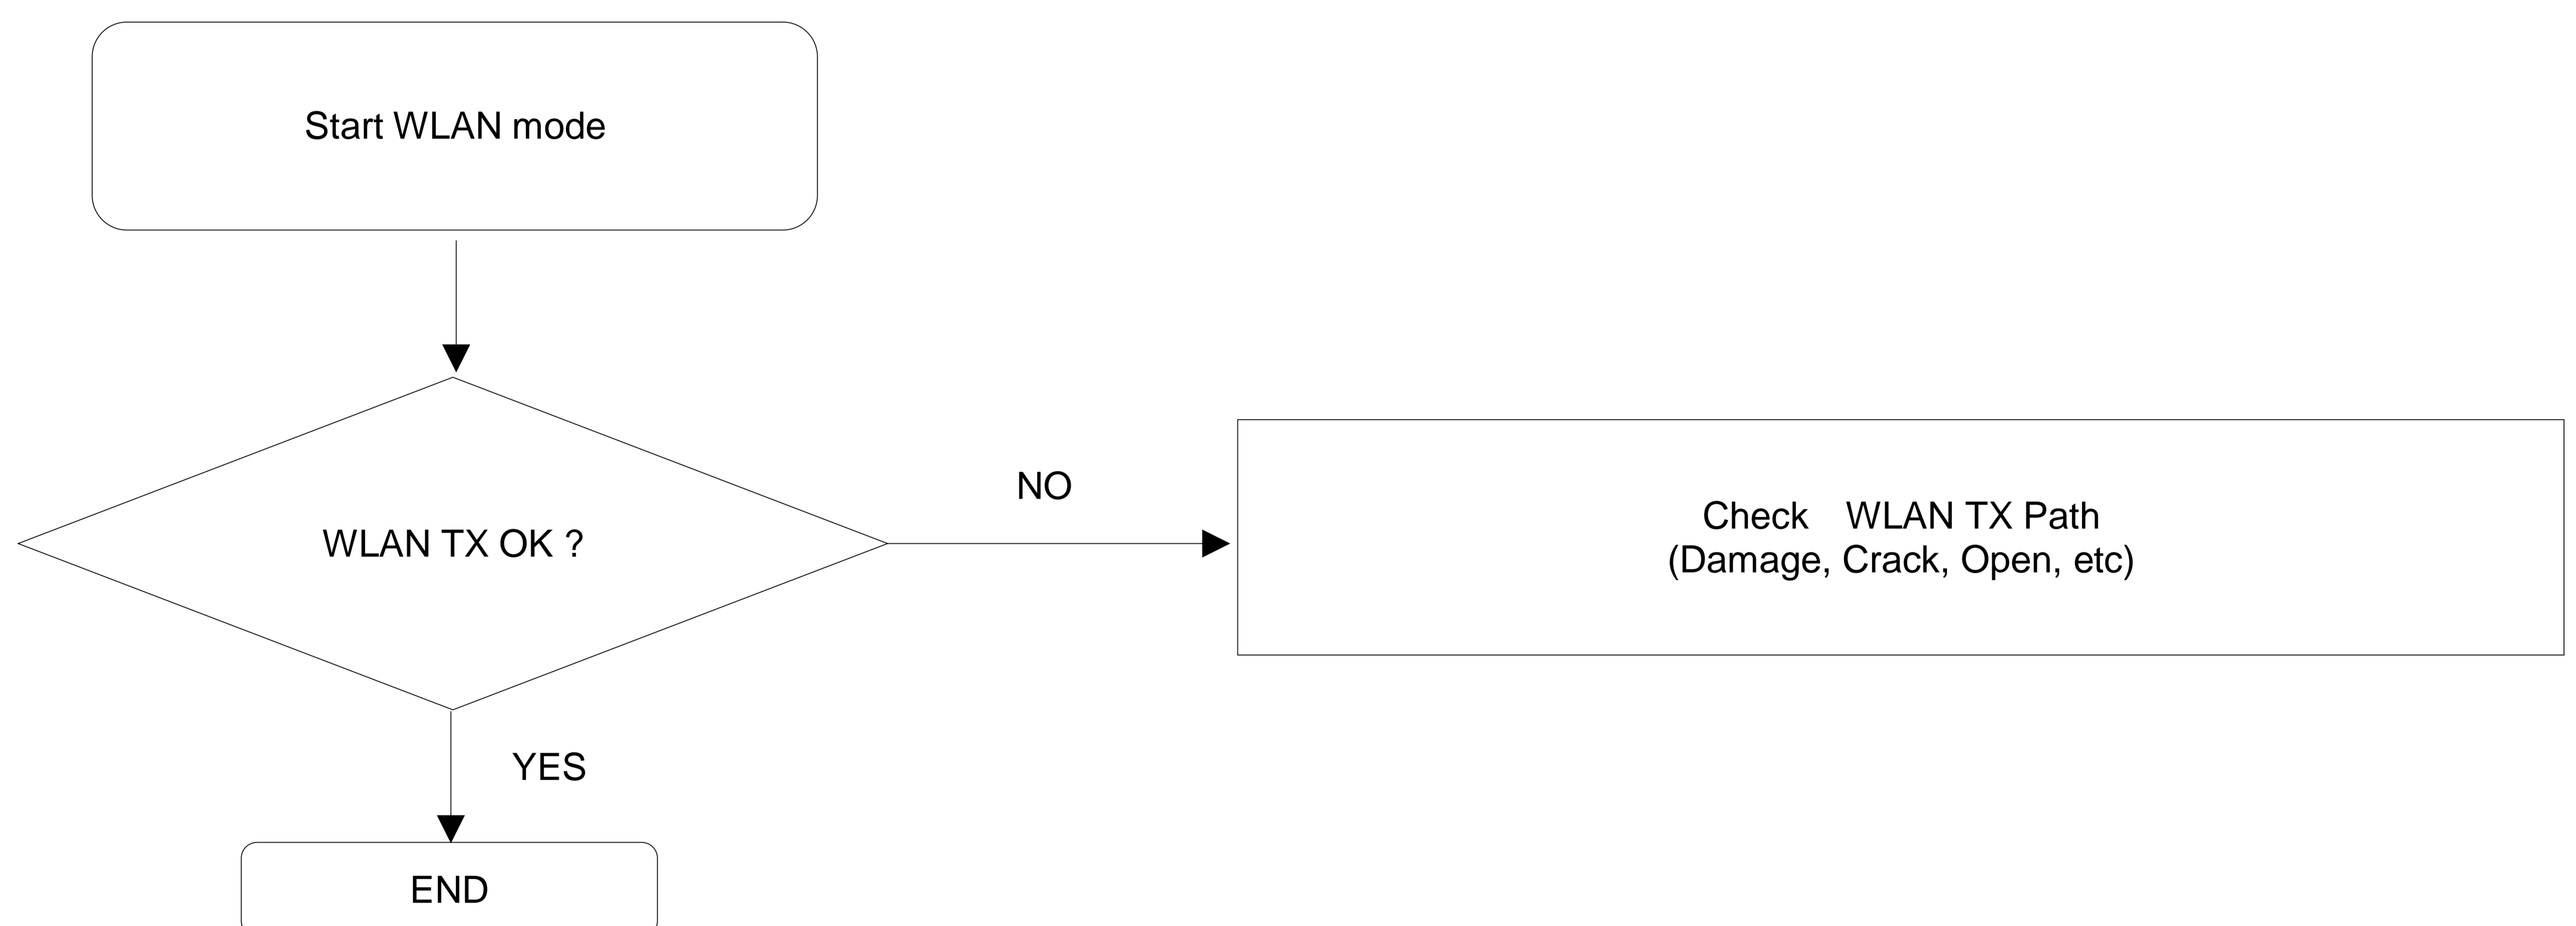 Start WLAN mode
NO
WLAN TX OK ?
Check WLAN TX Path
(Damage, Crack, Open, etc)
YES
END